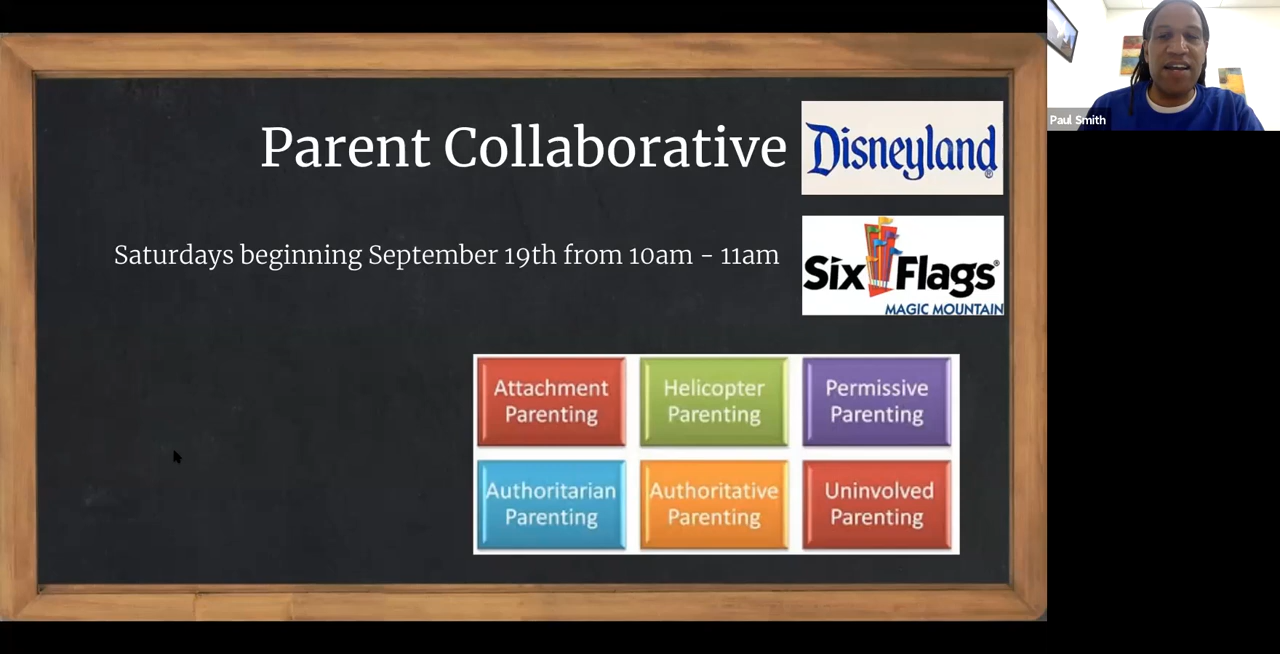 Parent Collaborative
Disneyland®
Saturdays beginning September 19th from 10am - 11am
Six Flags®
MAGIC MOUNTAIN
Attachment
Parenting
Helicopter
Parenting
Permissive
Parenting
Authoritarian
Parenting
Authoritative
Parenting
Uninvolved
Parenting
Paul Smith